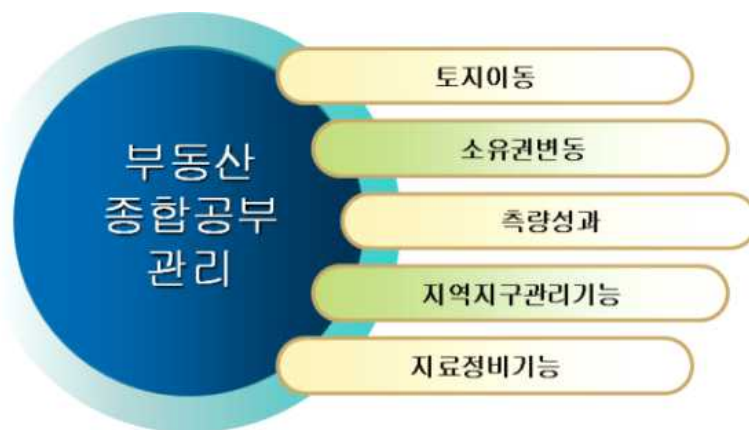 부동산
종합공부
관리
토지이동
소유권변동
측량성과
지역지구관리기능
지료정비기능